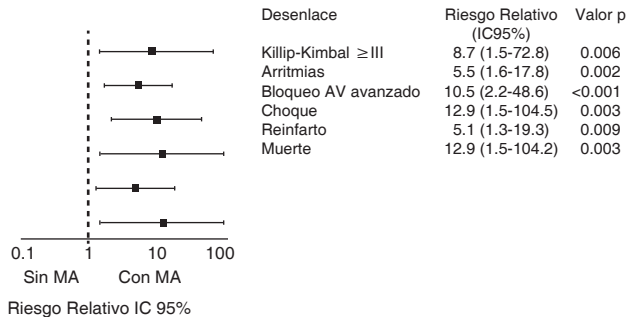 Desenlace Riesgo Relativo Valor p
(IC95%)
Killip-Kimbal ≥III 8.7 (1.5-72.8) 0.006
Arritmias 5.5 (1.6-17.8) 0.002
Bloqueo AV avanzado 10.5 (2.2-48.6) <0.001
Choque 12.9 (1.5-104.5) 0.003
Reinfarto 5.1 (1.3-19.3) 0.009
Muerte 12.9 (1.5-104.2) 0.003
0.1 1 10 100
Sin MA Con MA
Riesgo Relativo IC 95%